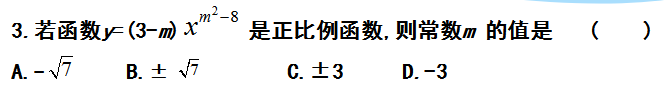 3.若函数y=(3-m) x^{m²-8} 是正比例函数,则常数m 的值是 ( )
A.-√7 B.± √7 C.±3 D.-3